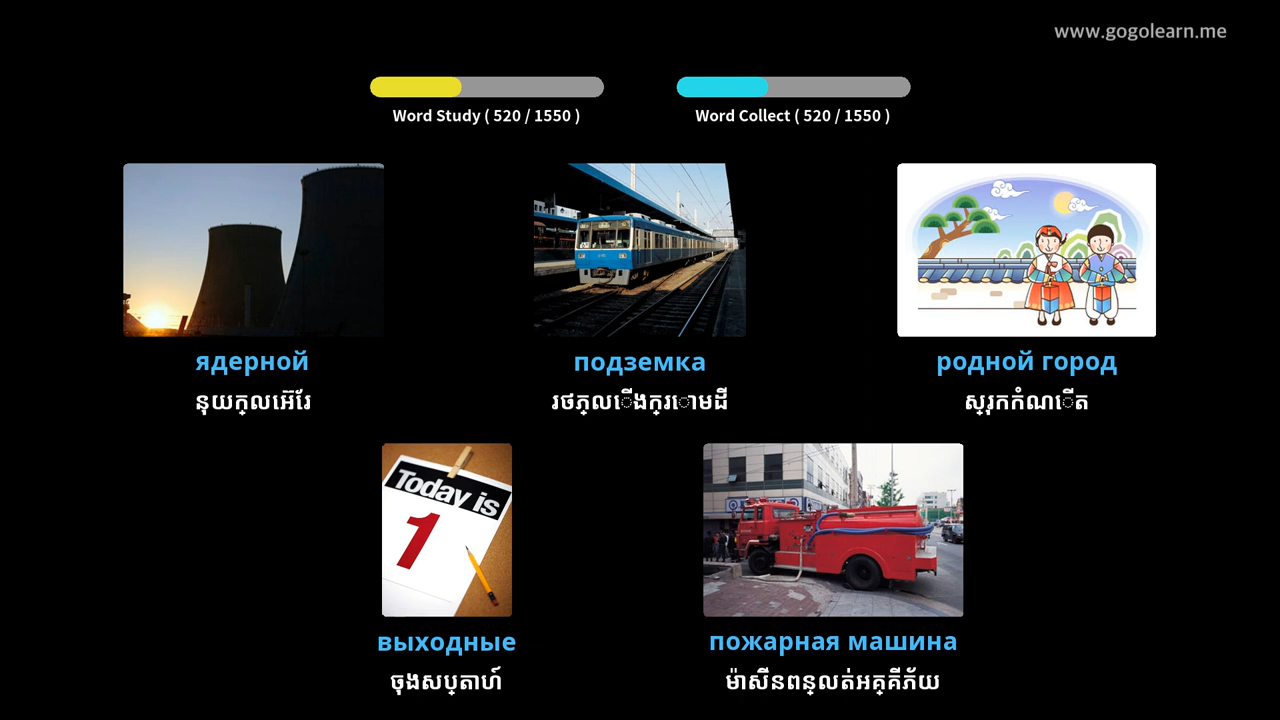 www.gogolearn.me
Word Study ( 520 / 1550 )
Word Collect ( 520 / 1550 )
ядерной
подземка
родной город
នុយក្លអ៊ែរ
រថភ្លើងក្រោមដី
ស្រុកកំណើត
Today is
1
выходные
пожарная машина
ចុងសប្តាហ៍
ម៉ាស៊ីនពន្លត់អគ្គីភ័យ